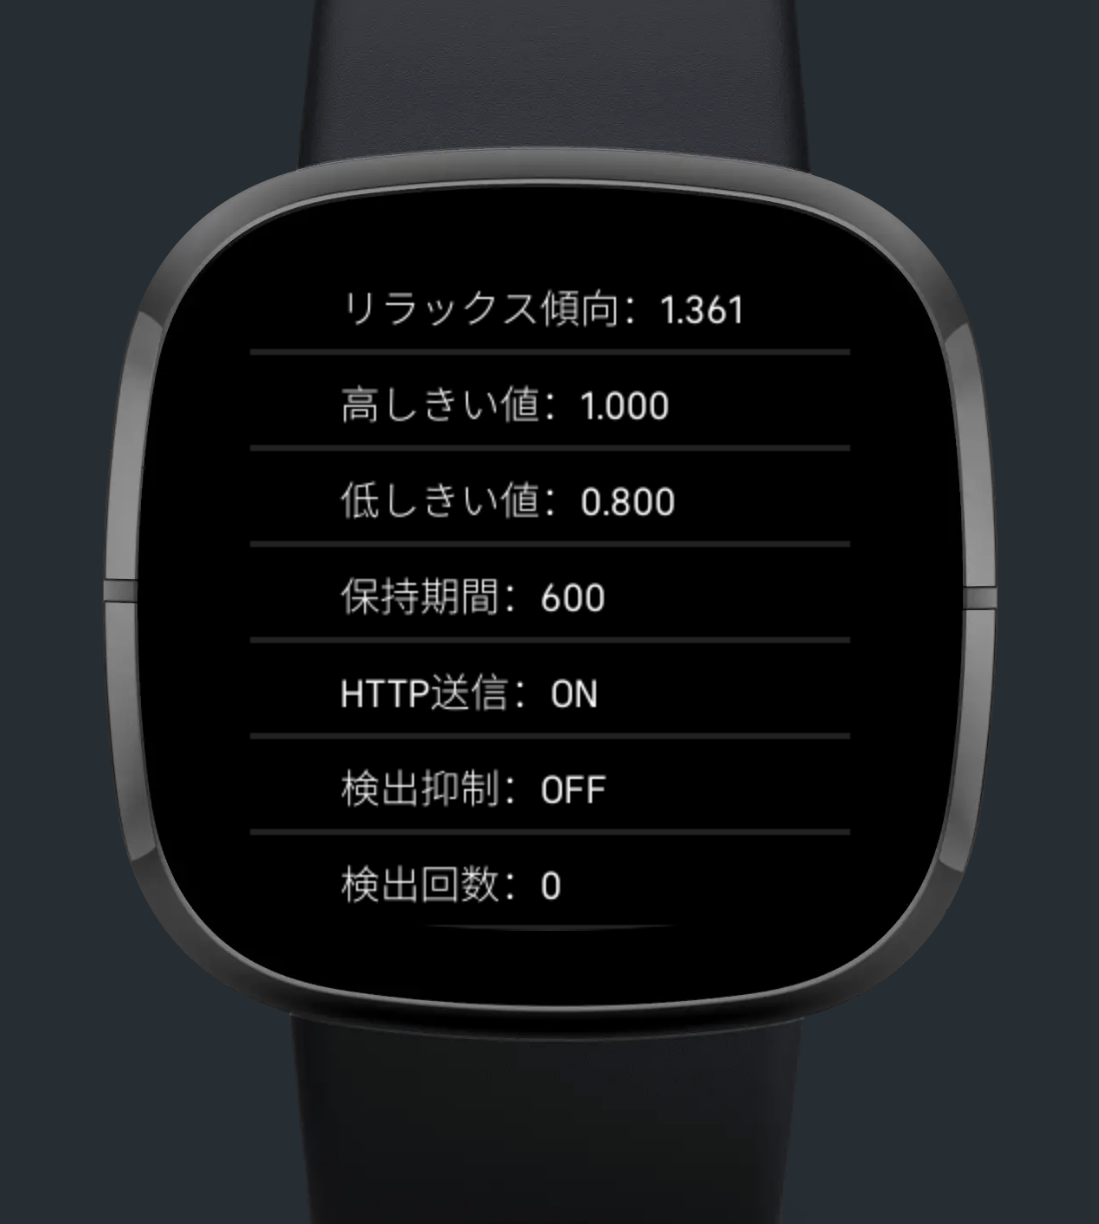 リラックス傾向：1.361
高しきい値：1.000
低しきい値：0.800
保持期間：600
HTTP送信：ON
検出抑制：OFF
検出回数：0